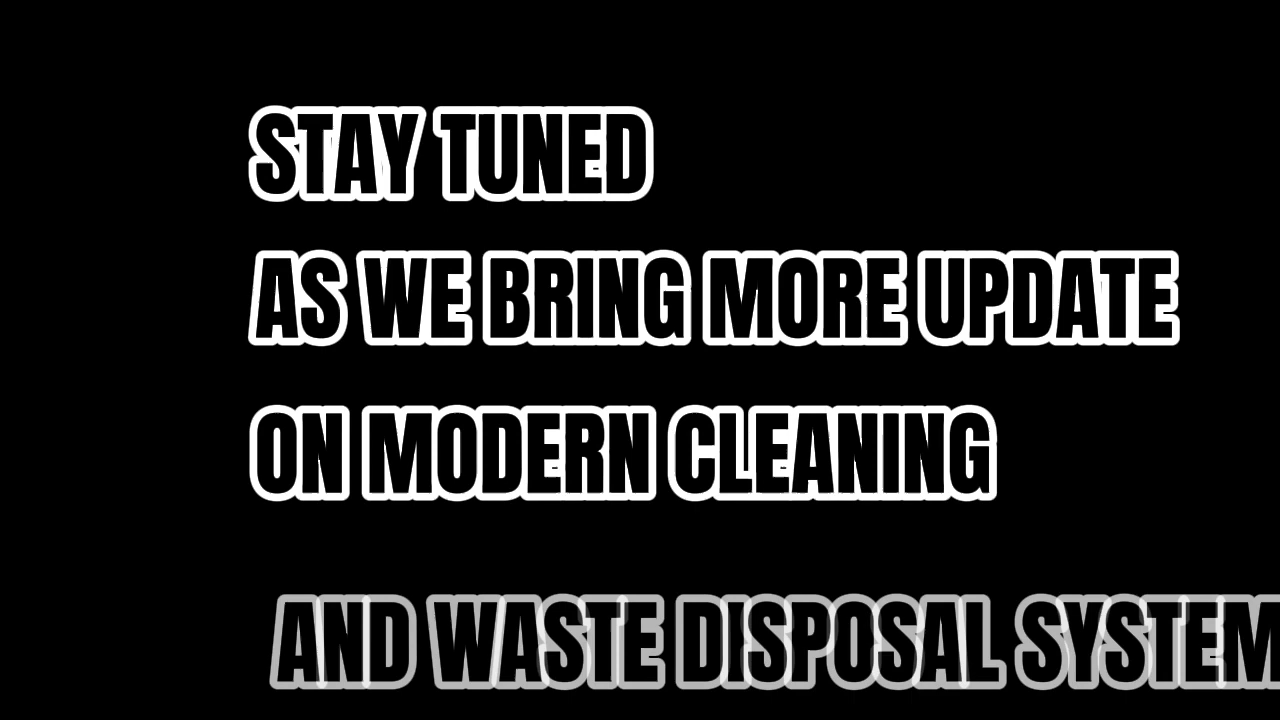 STAY TUNED
AS WE BRING MORE UPDATE
ON MODERN CLEANING
AND WASTE DISPOSAL SYSTEM